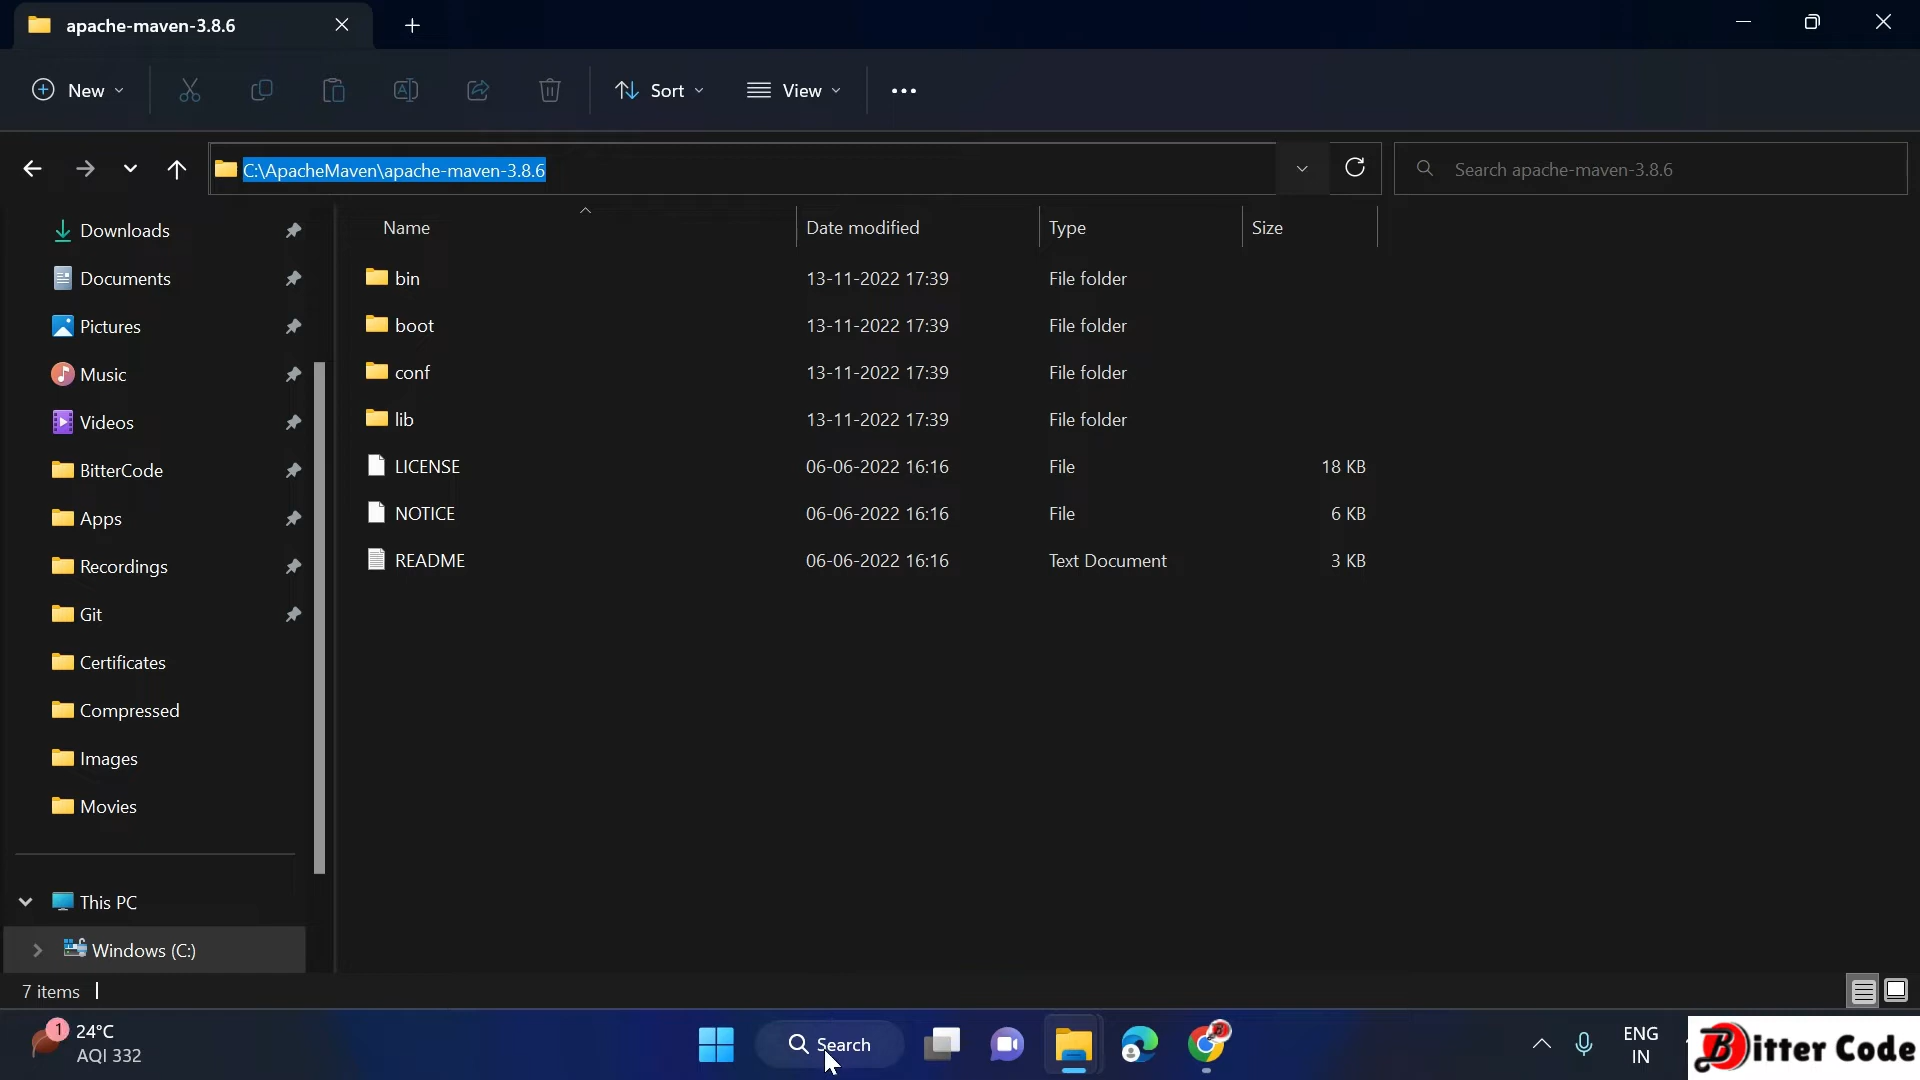 apache-maven-3.8.6
New
Sort
View
C:\ApacheMaven\apache-maven-3.8.6
Search apache-maven-3.8.6
Downloads
Documents
Pictures
Music
Videos
BitterCode
Apps
Recordings
Git
Certificates
Compressed
Images
Movies
This PC
Windows (C:)
Name Date modified Type Size
bin 13-11-2022 17:39 File folder
boot 13-11-2022 17:39 File folder
conf 13-11-2022 17:39 File folder
lib 13-11-2022 17:39 File folder
LICENSE 06-06-2022 16:16 File 18 KB
NOTICE 06-06-2022 16:16 File 6 KB
README 06-06-2022 16:16 Text Document 3 KB
7 items
1
24°C
AQI 332
Search
ENG
IN
Bitter Code